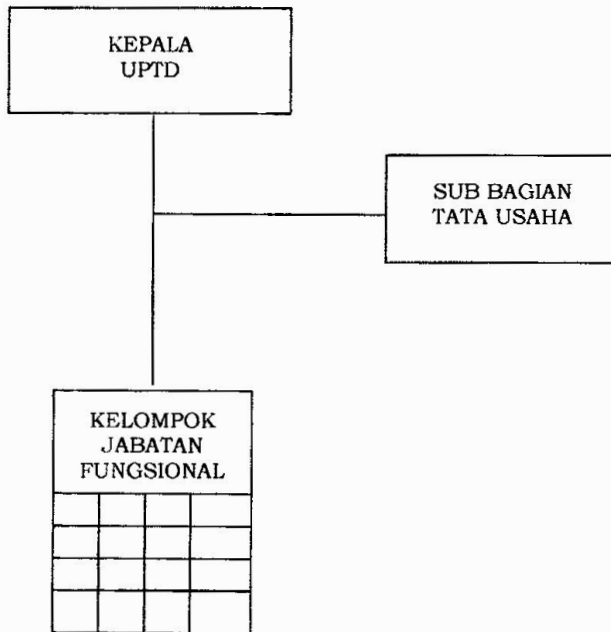 KEPALA
UPTD
SUB BAGIAN
TATA USAHA
KELOMPOK
JABATAN
FUNGSIONAL